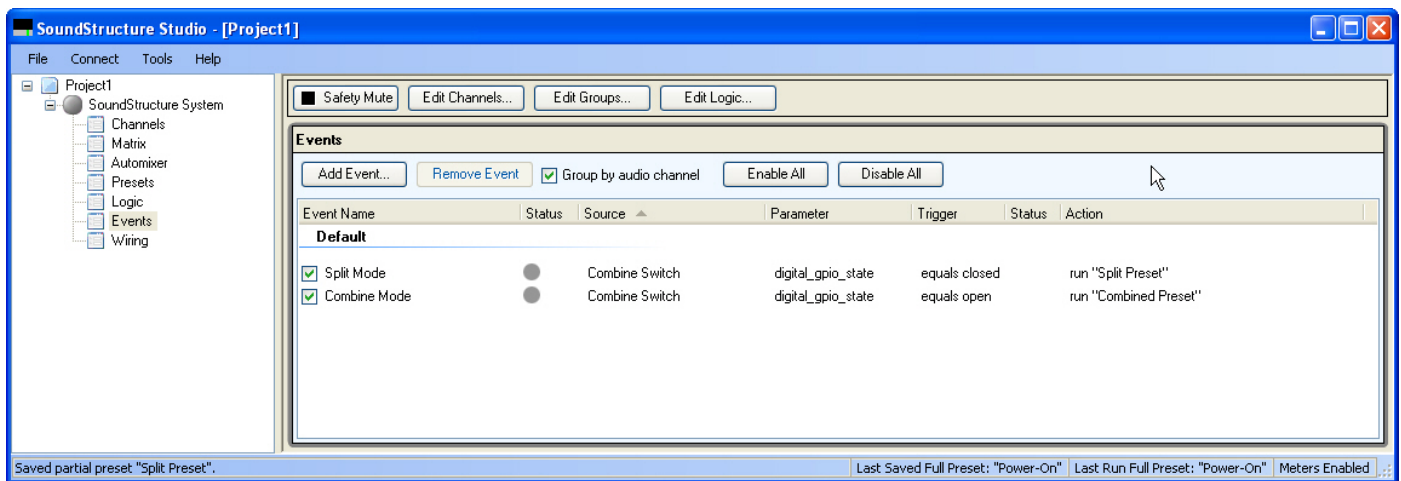 SoundStructure Studio - [Project1]
File Connect Tools Help
Project1
SoundStructure System
Channels
Matrix
Automixer
Presets
Logic
Events
Wiring
Safety Mute Edit Channels... Edit Groups... Edit Logic...
Events
Add Event... Remove Event Group by audio channel Enable All Disable All
Event Name Status Source Parameter Trigger Status Action
Default
Split Mode Combine Switch digital_gpio_state equals closed run "Split Preset"
Combine Mode Combine Switch digital_gpio_state equals open run "Combined Preset"
Saved partial preset "Split Preset". Last Saved Full Preset: "Power-On" Last Run Full Preset: "Power-On" Meters Enabled